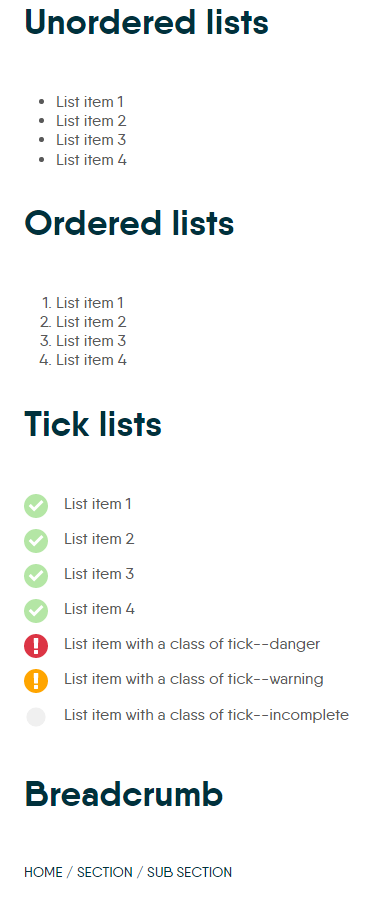 Unordered lists
• List item 1
• List item 2
• List item 3
• List item 4
Ordered lists
1. List item 1
2. List item 2
3. List item 3
4. List item 4
Tick lists
List item 1
List item 2
List item 3
List item 4
List item with a class of tick--danger
List item with a class of tick--warning
List item with a class of tick--incomplete
Breadcrumb
HOME / SECTION / SUB SECTION